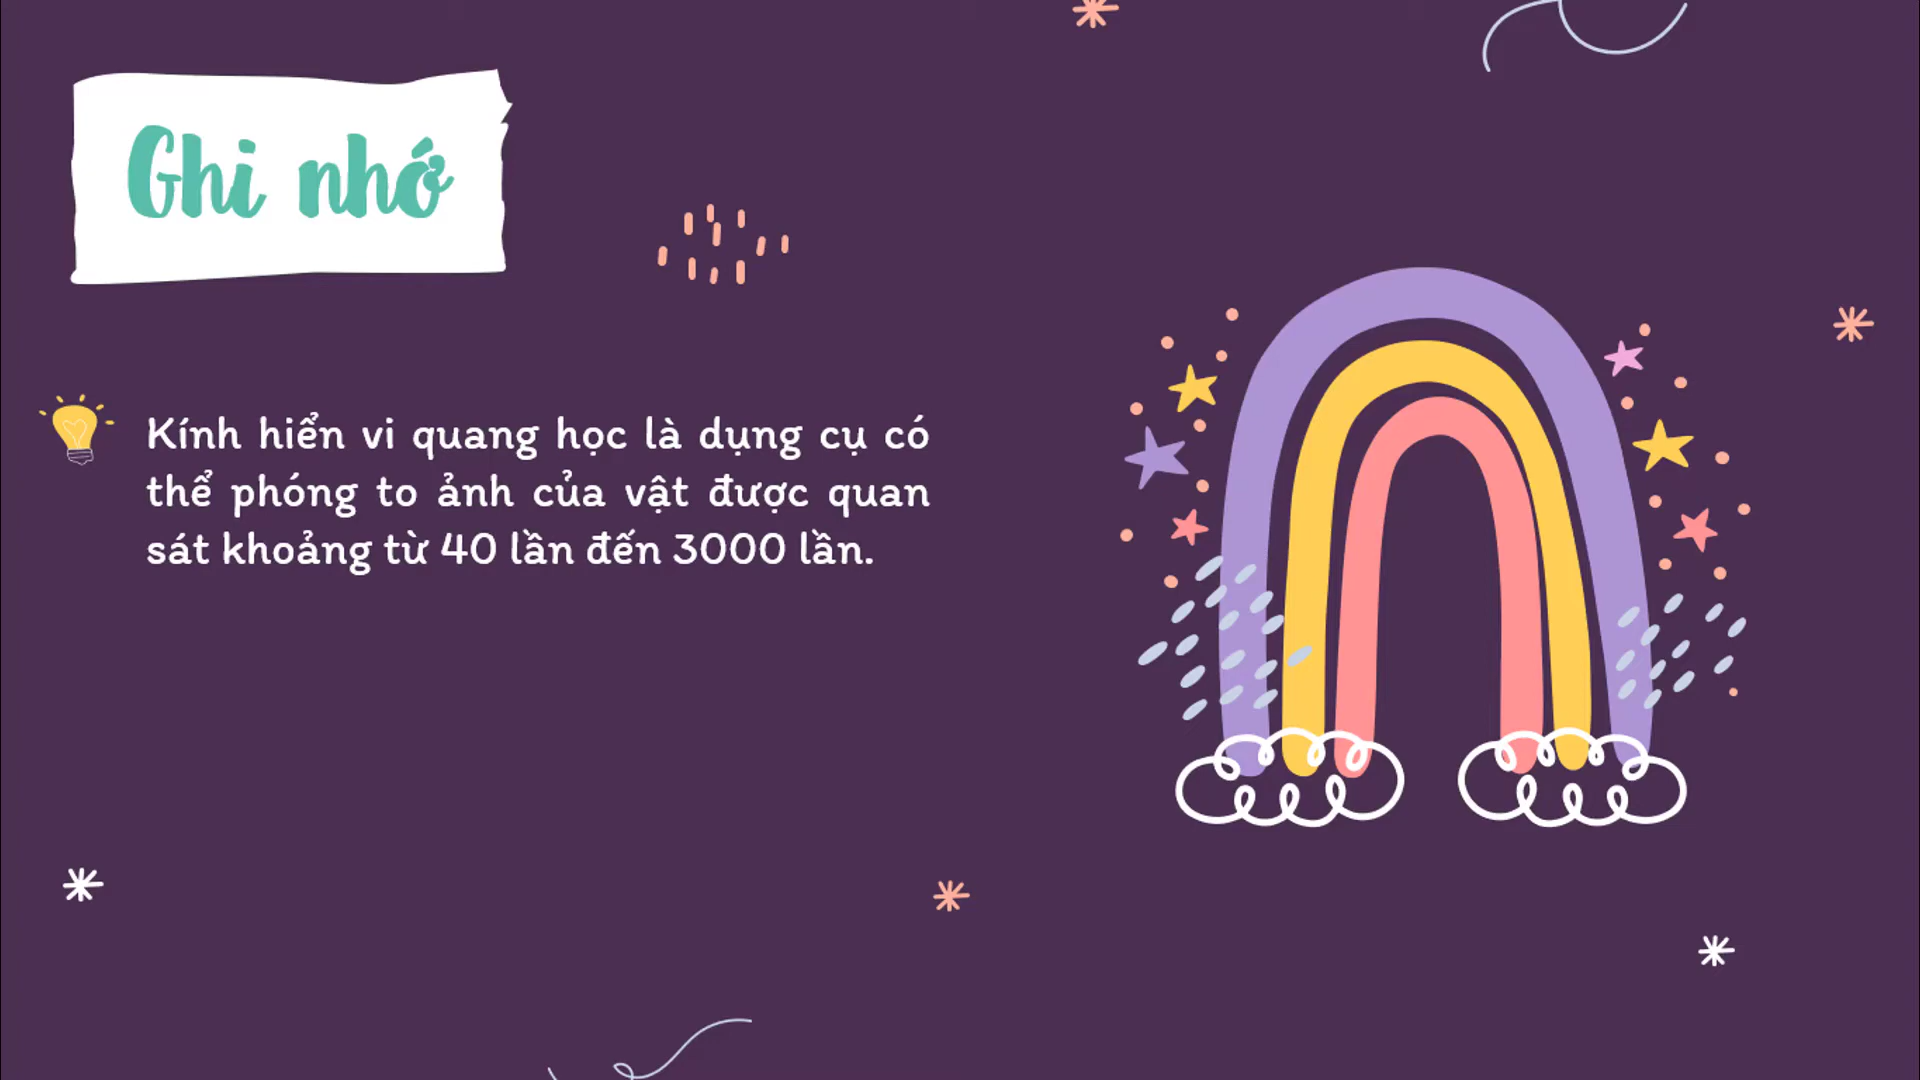 Ghi nhớ
Kính hiển vi quang học là dụng cụ có
thể phóng to ảnh của vật được quan
sát khoảng từ 40 lần đến 3000 lần.